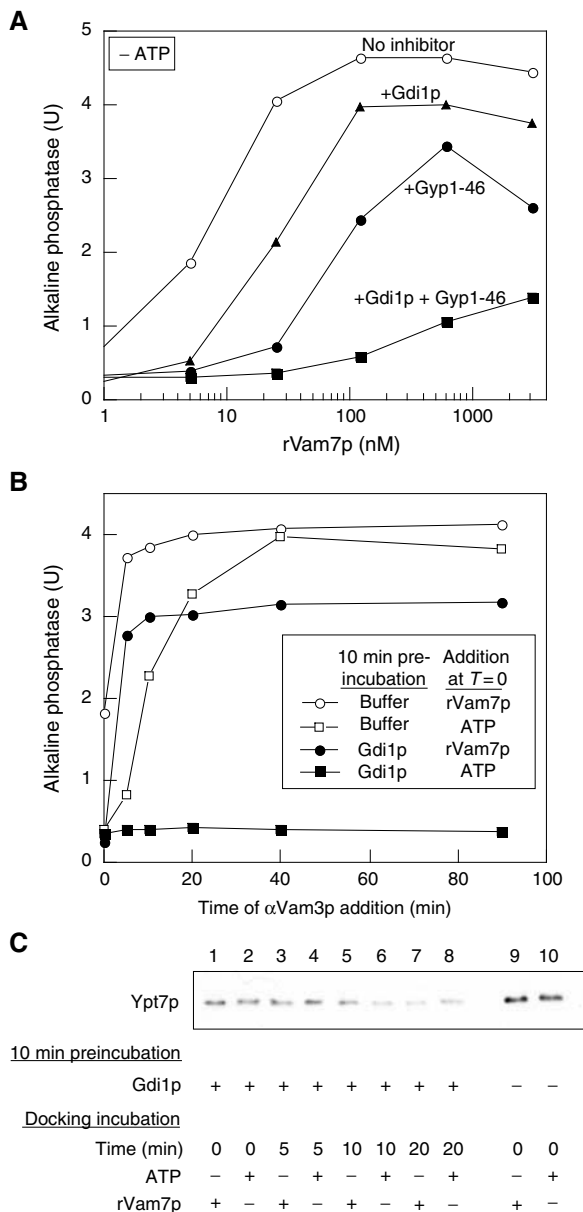 A
– ATP
No inhibitor
+Gdi1p
+Gyp1-46
+Gdi1p + Gyp1-46
Alkaline phosphatase (U)
5
4
3
2
1
0
1 10 100 1000
rVam7p (nM)
B
Alkaline phosphatase (U)
4
3
2
1
0
10 min pre-incubation Addition at T=0
Buffer rVam7p
Buffer ATP
Gdi1p rVam7p
Gdi1p ATP
0 20 40 60 80 100
Time of αVam3p addition (min)
C
1 2 3 4 5 6 7 8 9 10
Ypt7p
10 min preincubation
Gdi1p + + + + + + + + – –
Docking incubation
Time (min) 0 0 5 5 10 10 20 20 0 0
ATP – + – + – + – + – +
rVam7p + – + – + – + – + –